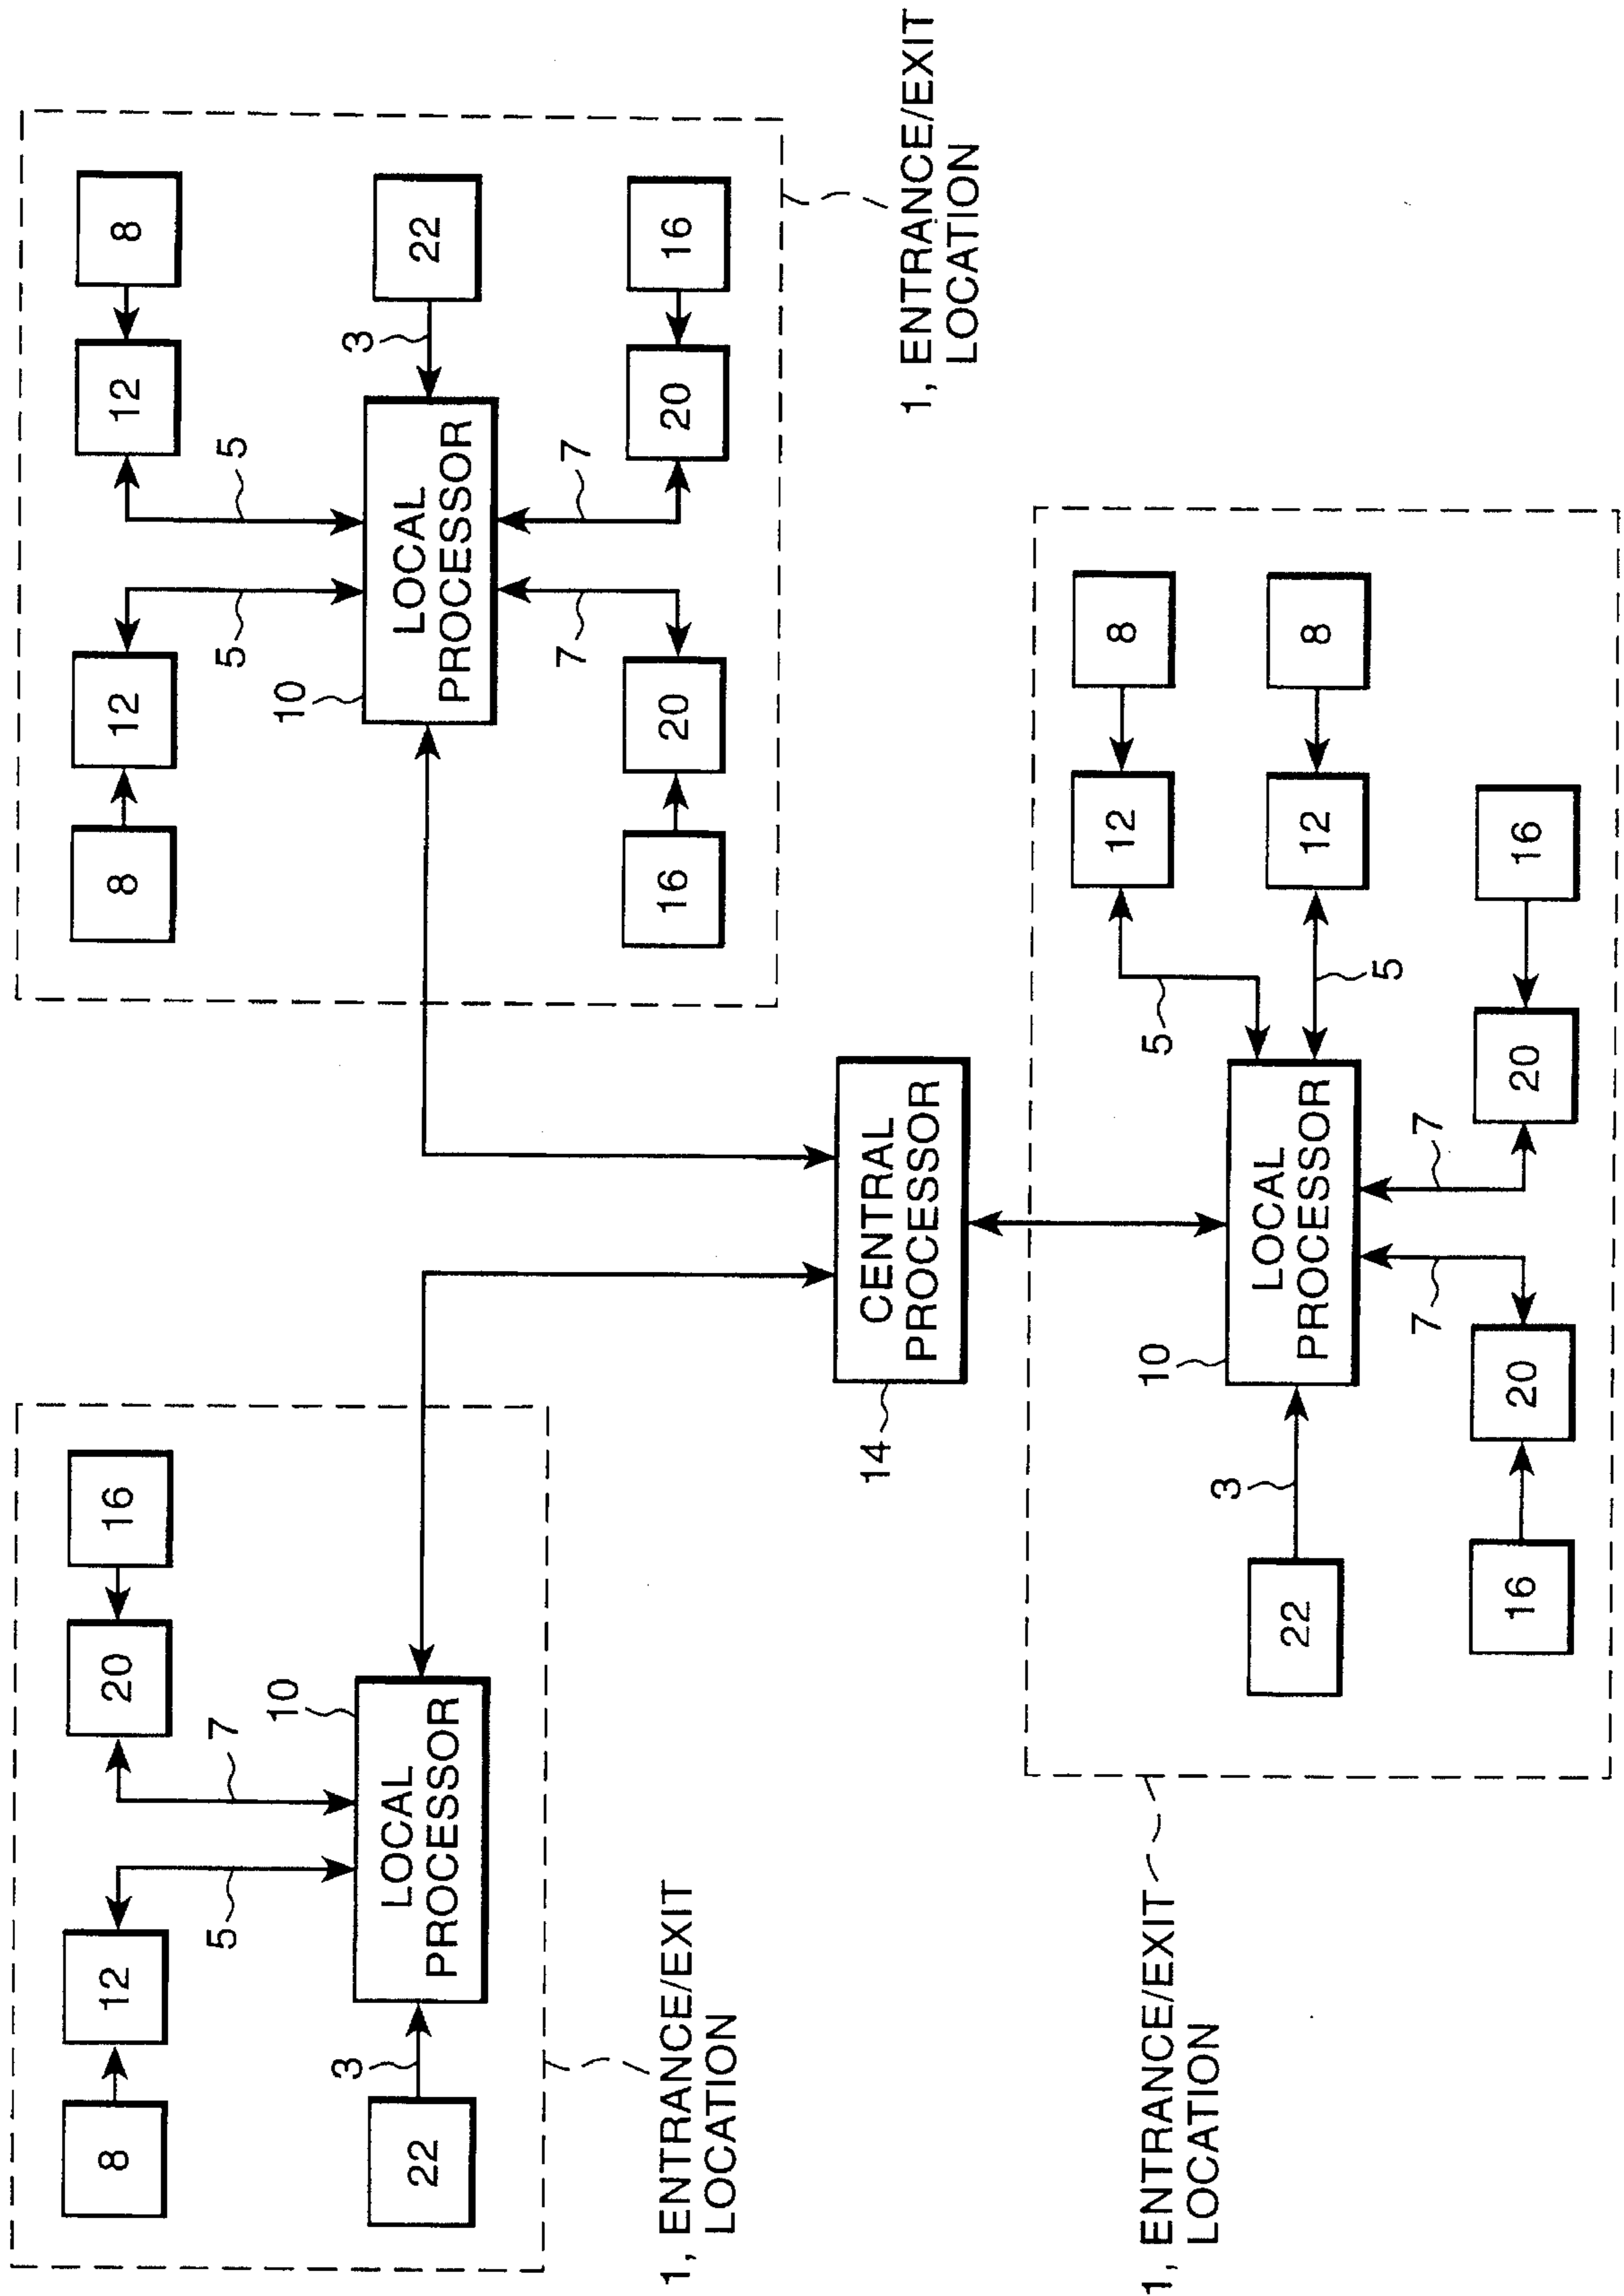 8
12
20
16
5
7
10
3
22
LOCAL
PROCESSOR
1, ENTRANCE/EXIT
LOCATION
8
12
12
8
5
5
10
3
LOCAL
PROCESSOR
22
7
7
16
20
20
16
1, ENTRANCE/EXIT
LOCATION
14
CENTRAL
PROCESSOR
12
8
5
12
8
5
10
3
22
LOCAL
PROCESSOR
7
7
16
20
20
16
1, ENTRANCE/EXIT
LOCATION